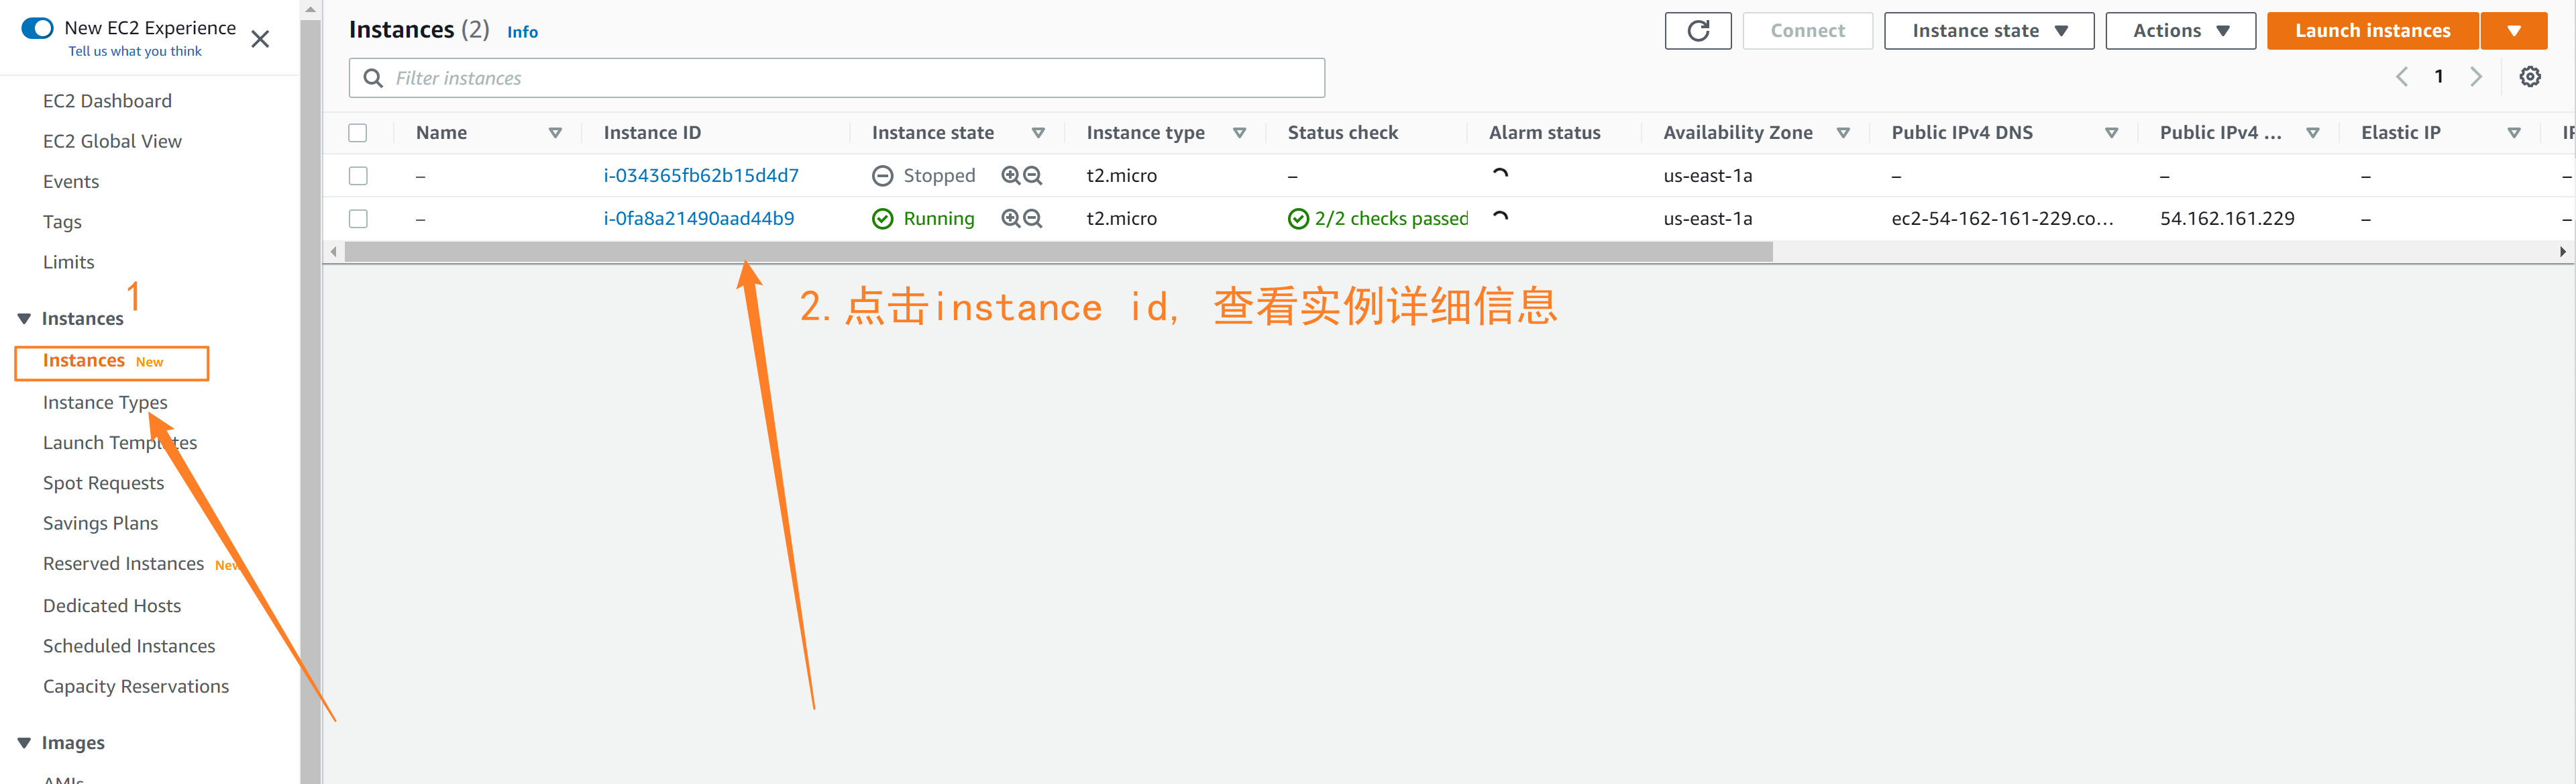 New EC2 Experience
Tell us what you think
EC2 Dashboard
EC2 Global View
Events
Tags
Limits
1
Instances
Instances New
Instance Types
Launch Templates
Spot Requests
Savings Plans
Reserved Instances New
Dedicated Hosts
Scheduled Instances
Capacity Reservations
Images
AMIs
Instances (2) Info
Connect Instance state Actions Launch instances
Filter instances
1
Name Instance ID Instance state Instance type Status check Alarm status Availability Zone Public IPv4 DNS Public IPv4 ... Elastic IP
– i-034365fb62b15d4d7 Stopped t2.micro – us-east-1a – – – –
– i-0fa8a21490aad44b9 Running t2.micro 2/2 checks passed us-east-1a ec2-54-162-161-229.co... 54.162.161.229 – –
2.点击instance id, 查看实例详细信息